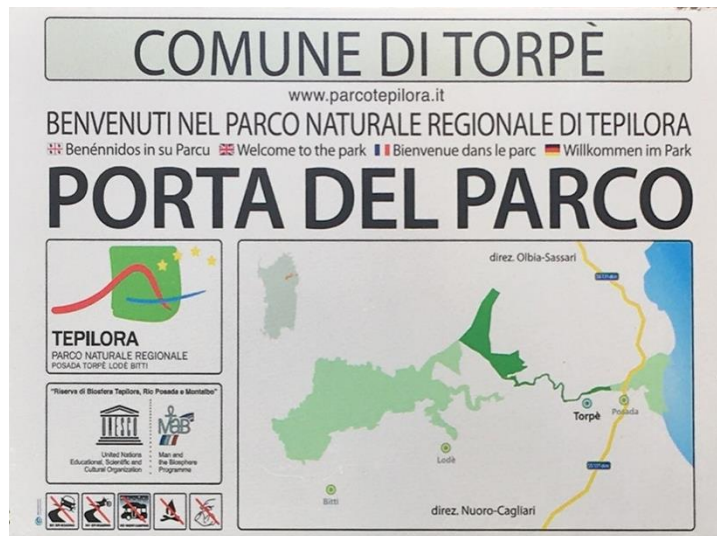 COMUNE DI TORPÈ
www.parcotepilora.it
BENVENUTI NEL PARCO NATURALE REGIONALE DI TEPILORA
Benénnidos in su Parcu Welcome to the park Bienvenue dans le parc Willkommen im Park
PORTA DEL PARCO
TEPILORA
PARCO NATURALE REGIONALE
POSADA TORPÈ LODÈ BITTI
"Riserva di Biosfera Tepilora, Rio Posada e Montalbo"
UNESCO
MaB
United Nations
Educational, Scientific and
Cultural Organization
Man and
the Biosphere
Programme
direz. Olbia-Sassari
Torpè
Posada
Lodè
Bitti
direz. Nuoro-Cagliari